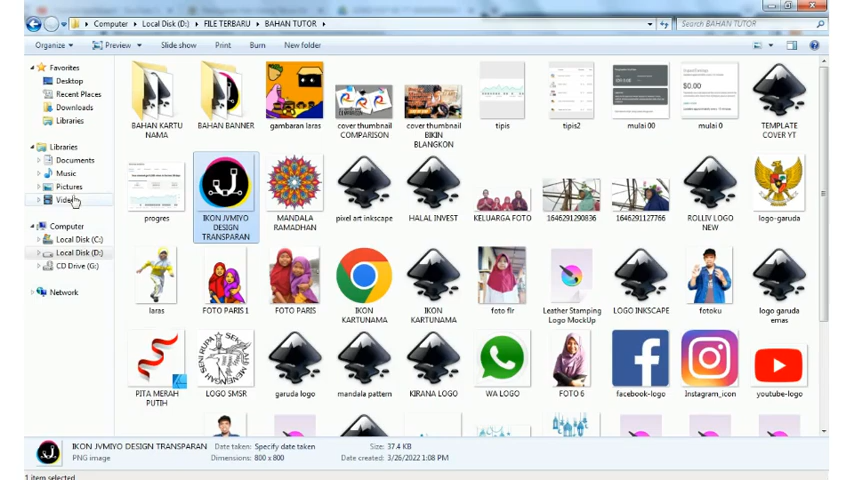 Computer ▸ Local Disk (D:) ▸ FILE TERBARU ▸ BAHAN TUTOR ▸
Search BAHAN TUTOR
Organize ▾ Preview ▾ Slide show Print Burn New folder
Favorites
Desktop
Recent Places
Downloads
Libraries
Libraries
Documents
Music
Pictures
Computer
Local Disk (C:)
Local Disk (D:)
CD Drive (G:)
Network
BAHAN KARTU
NAMA
BAHAN BANNER
gambaran laras
cover thumbnail
COMPARISON
cover thumbnail
BIKIN
BLANGKON
tipis
tipis2
mulai 00
mulai 0
TEMPLATE
COVER YT
progres
IKON JVMIYO
DESIGN
TRANSPARAN
MANDALA
RAMADHAN
pixel art inkscape
HALAL INVEST
KELUARGA FOTO
1646291290836
1646291127766
ROLLIV LOGO
NEW
logo-garuda
laras
FOTO PARIS 1
FOTO PARIS
IKON
KARTUNAMA
IKON
KARTUNAMA
foto flr
Leather Stamping
Logo MockUp
LOGO INKSCAPE
fotoku
logo garuda
emas
PITA MERAH
PUTIH
LOGO SMSR
garuda logo
mandala pattern
KIRANA LOGO
WA LOGO
FOTO 6
facebook-logo
Instagram_icon
youtube-logo
IKON JVMIYO DESIGN TRANSPARAN
PNG image
Date taken: Specify date taken
Dimensions: 800 x 800
Size: 37.4 KB
Date created: 3/26/2022 1:08 PM
1 item selected